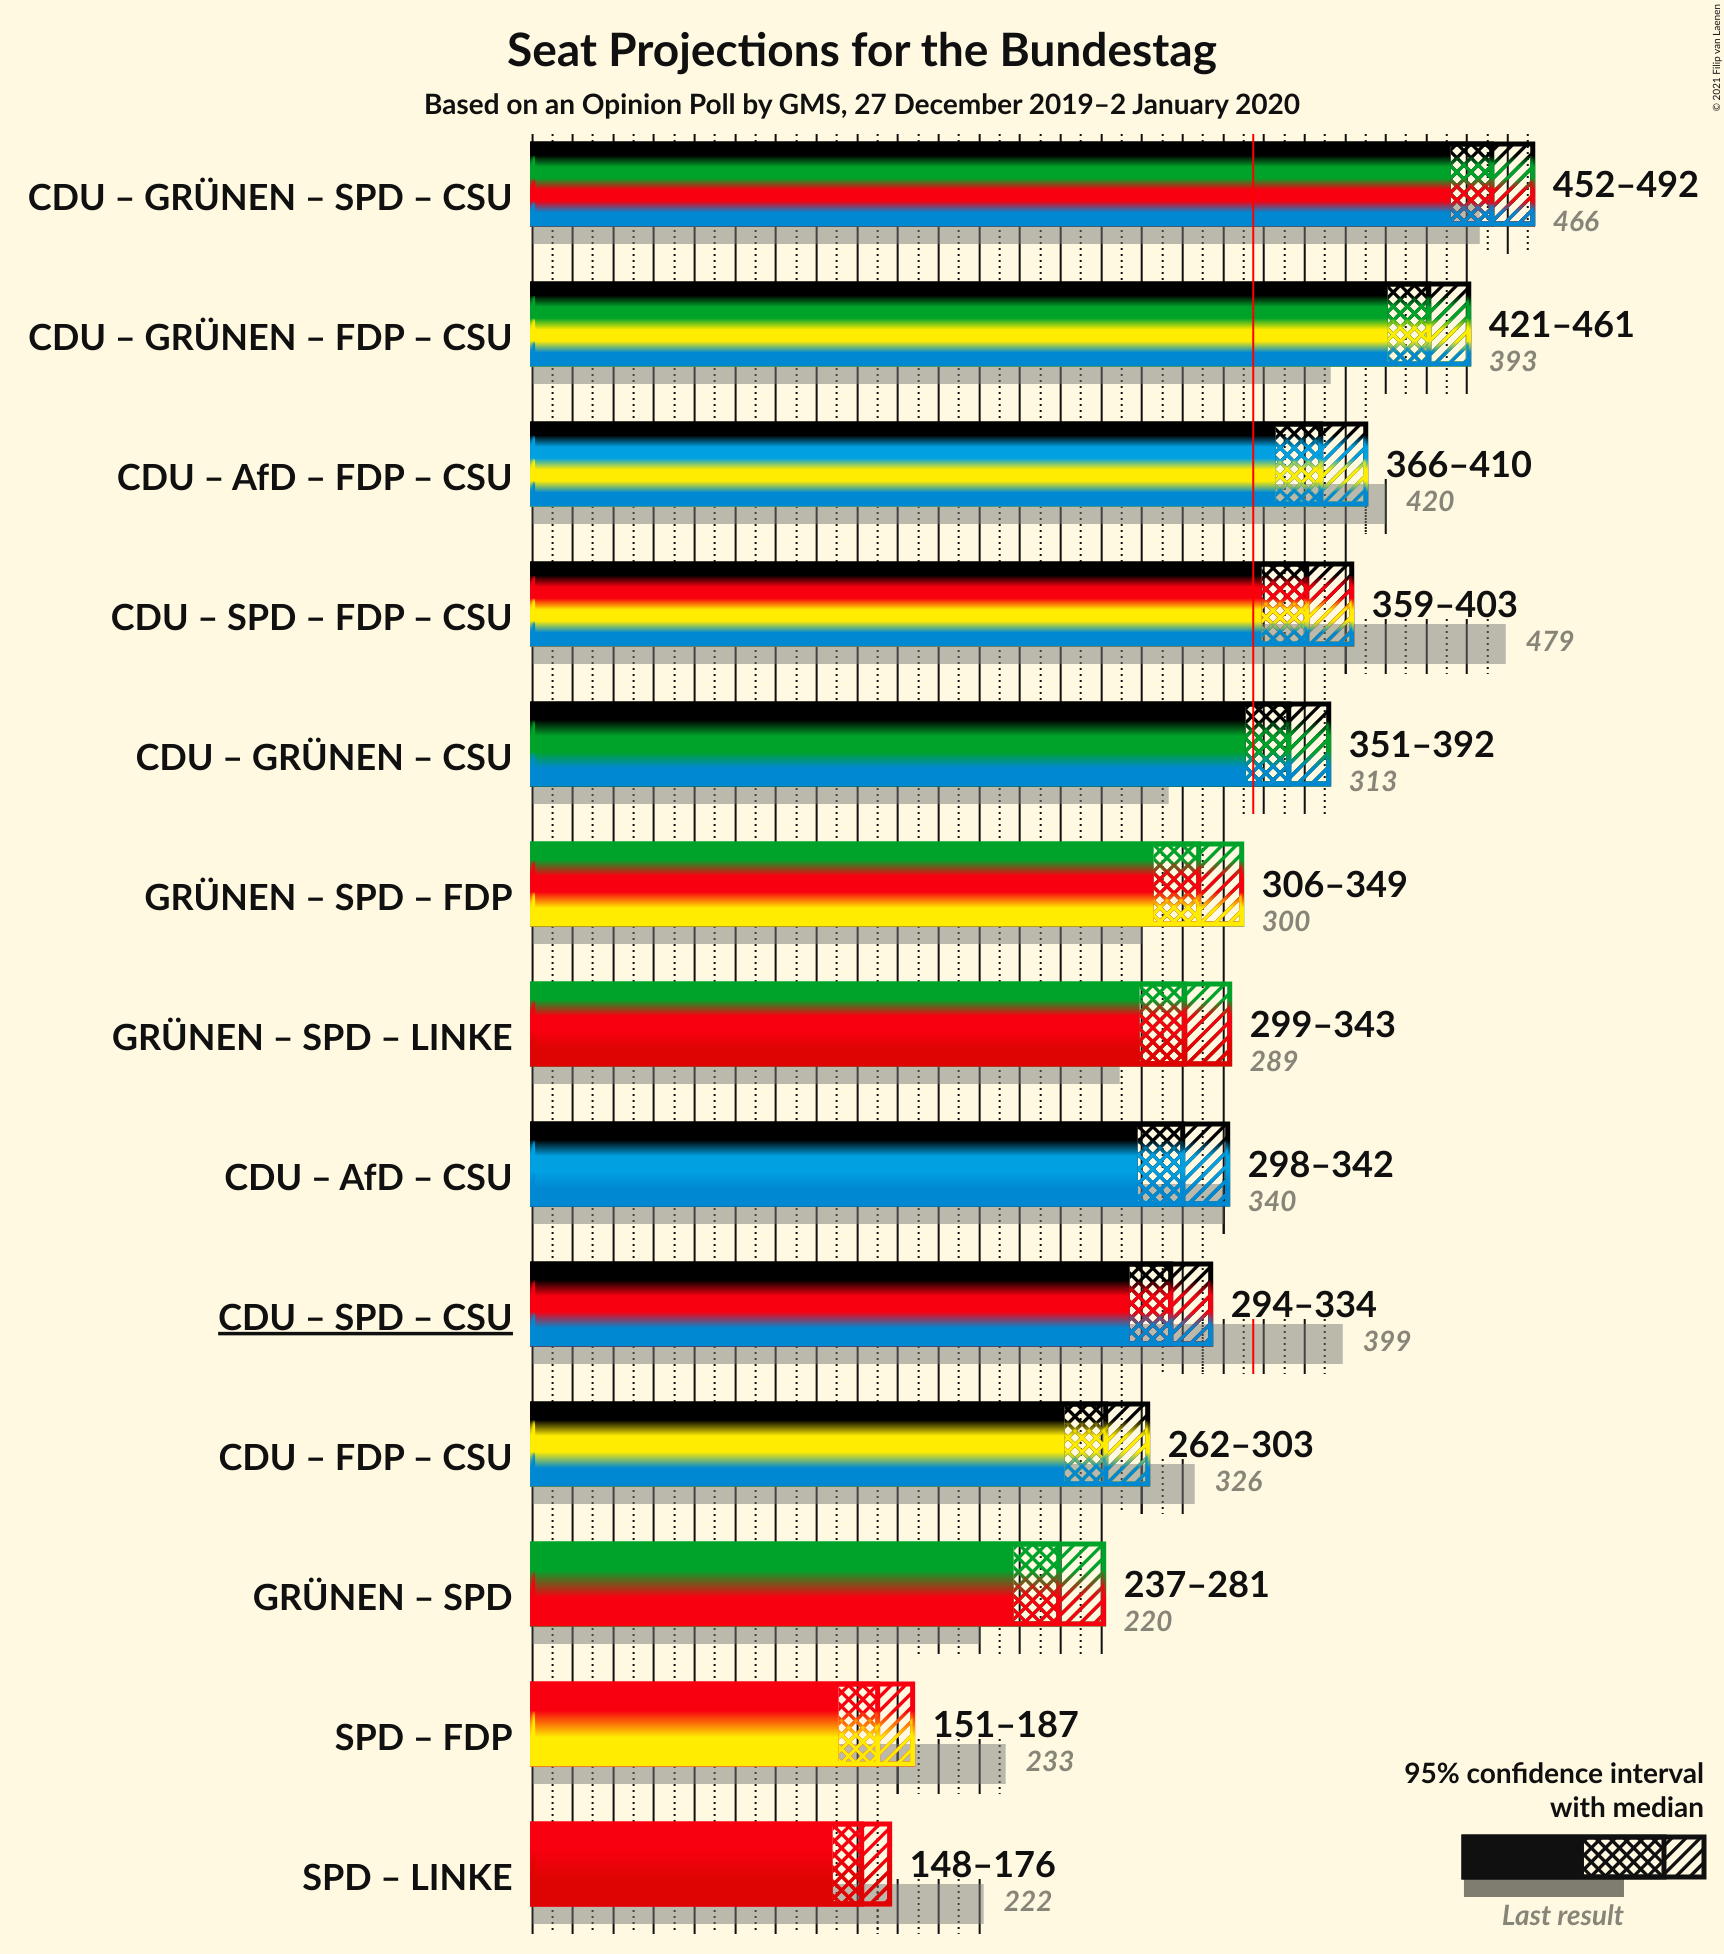 Seat Projections for the Bundestag
Based on an Opinion Poll by GMS, 27 December 2019–2 January 2020
© 2021 Filip van Laenen
CDU – GRÜNEN – SPD – CSU
452–492
466
CDU – GRÜNEN – FDP – CSU
421–461
393
CDU – AfD – FDP – CSU
366–410
420
CDU – SPD – FDP – CSU
359–403
479
CDU – GRÜNEN – CSU
351–392
313
GRÜNEN – SPD – FDP
306–349
300
GRÜNEN – SPD – LINKE
299–343
289
CDU – AfD – CSU
298–342
340
CDU – SPD – CSU
294–334
399
CDU – FDP – CSU
262–303
326
GRÜNEN – SPD
237–281
220
SPD – FDP
151–187
233
SPD – LINKE
148–176
222
95% confidence interval
with median
Last result